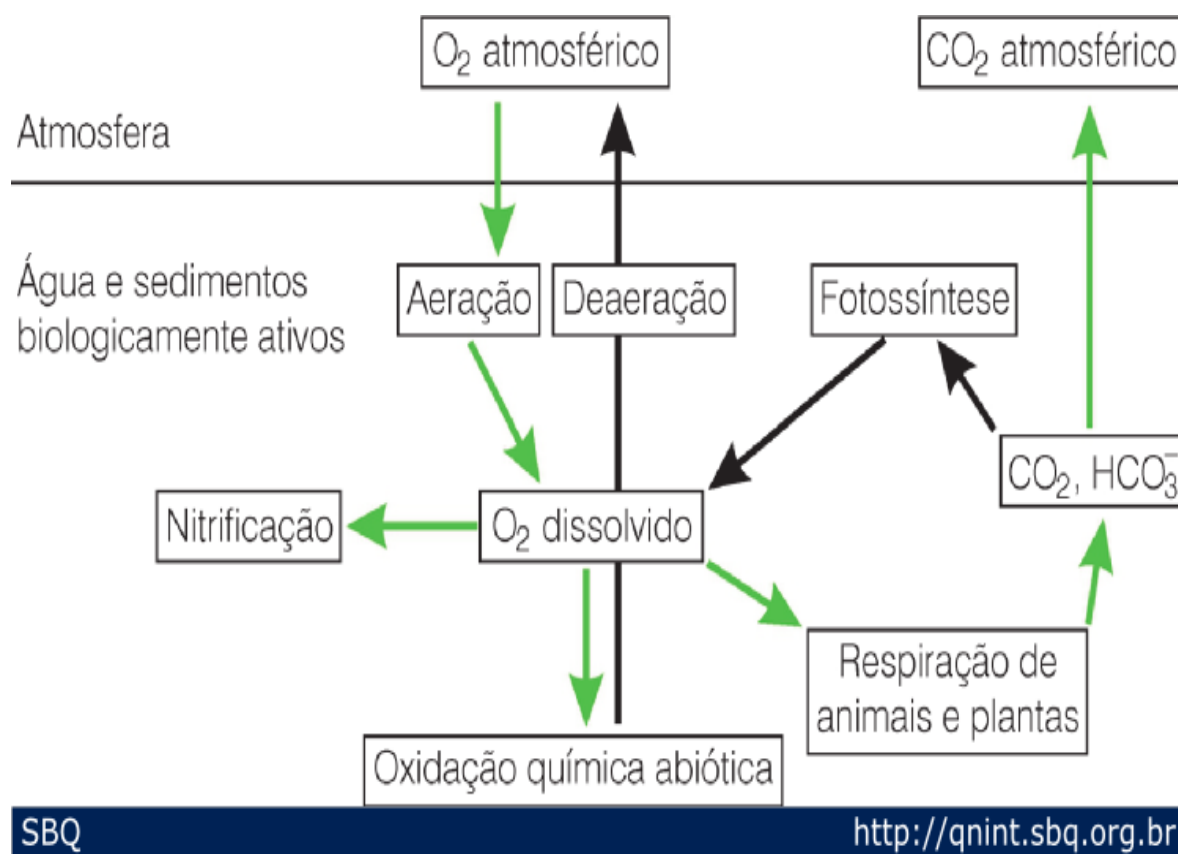 O₂ atmosférico
CO₂ atmosférico
Atmosfera
Água e sedimentos
biologicamente ativos
Aeração
Deaeração
Fotossíntese
CO₂, HCO₃⁻
Nitrificação
O₂ dissolvido
Respiração de
animais e plantas
Oxidação química abiótica
SBQ
http://qnint.sbq.org.br